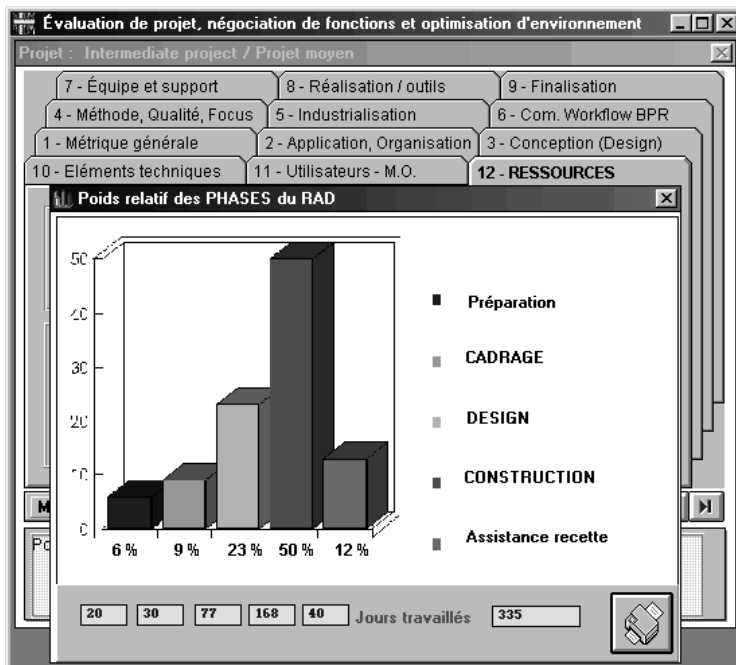 Évaluation de projet, négociation de fonctions et optimisation d'environnement
Projet : Intermediate project / Projet moyen
7 - Équipe et support
8 - Réalisation / outils
9 - Finalisation
4 - Méthode, Qualité, Focus
5 - Industrialisation
6 - Com. Workflow BPR
1 - Métrique générale
2 - Application, Organisation
3 - Conception (Design)
10 - Eléments techniques
11 - Utilisateurs - M.O.
12 - RESSOURCES
Poids relatif des PHASES du RAD
50
40
30
20
10
0
6 % 9 % 23 % 50 % 12 %
Préparation
CADRAGE
DESIGN
CONSTRUCTION
Assistance recette
M
Po
20 30 77 168 40 Jours travaillés 335